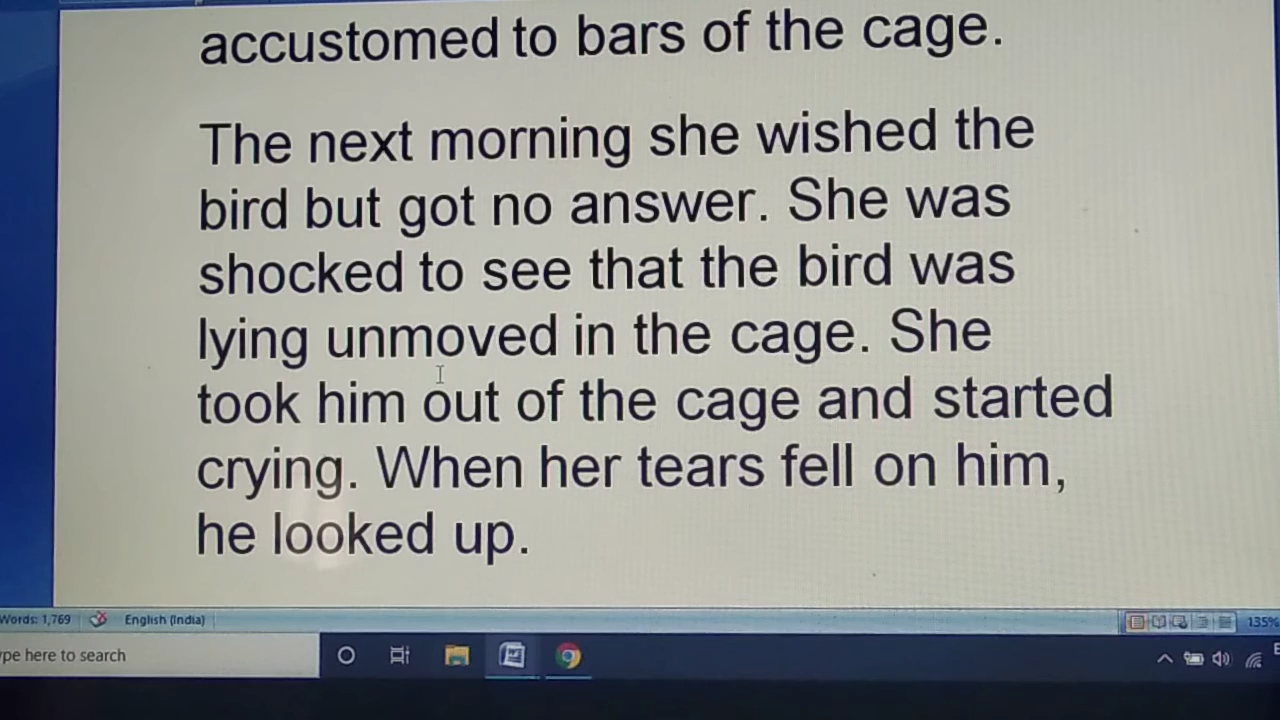 accustomed to bars of the cage.
The next morning she wished the
bird but got no answer. She was
shocked to see that the bird was
lying unmoved in the cage. She
took him out of the cage and started
crying. When her tears fell on him,
he looked up.
Words: 1,769 English (India) 135%
pe here to search